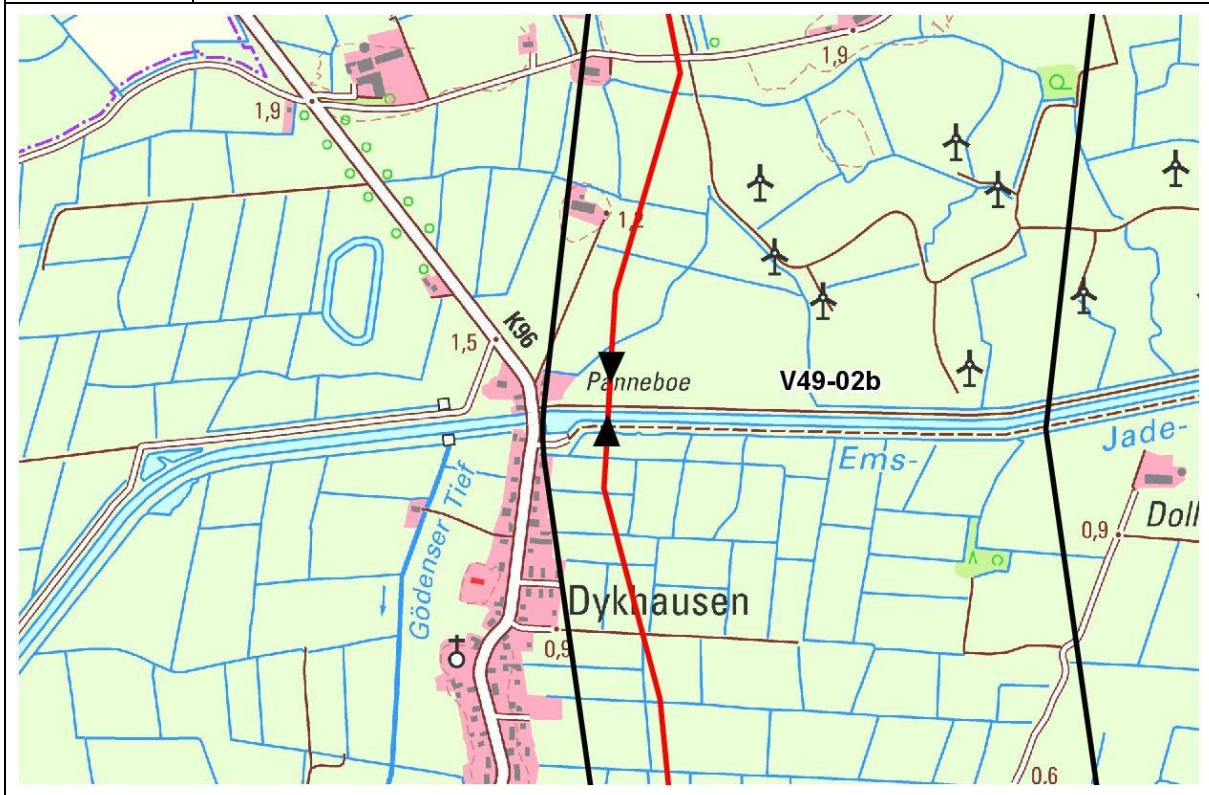 1,9
1,9
1,2
K96
1,5
Panneboe
V49-02b
Jade-
Ems-
Gödenser Tief
Doll
0,9
Dykhausen
0,9
0,6